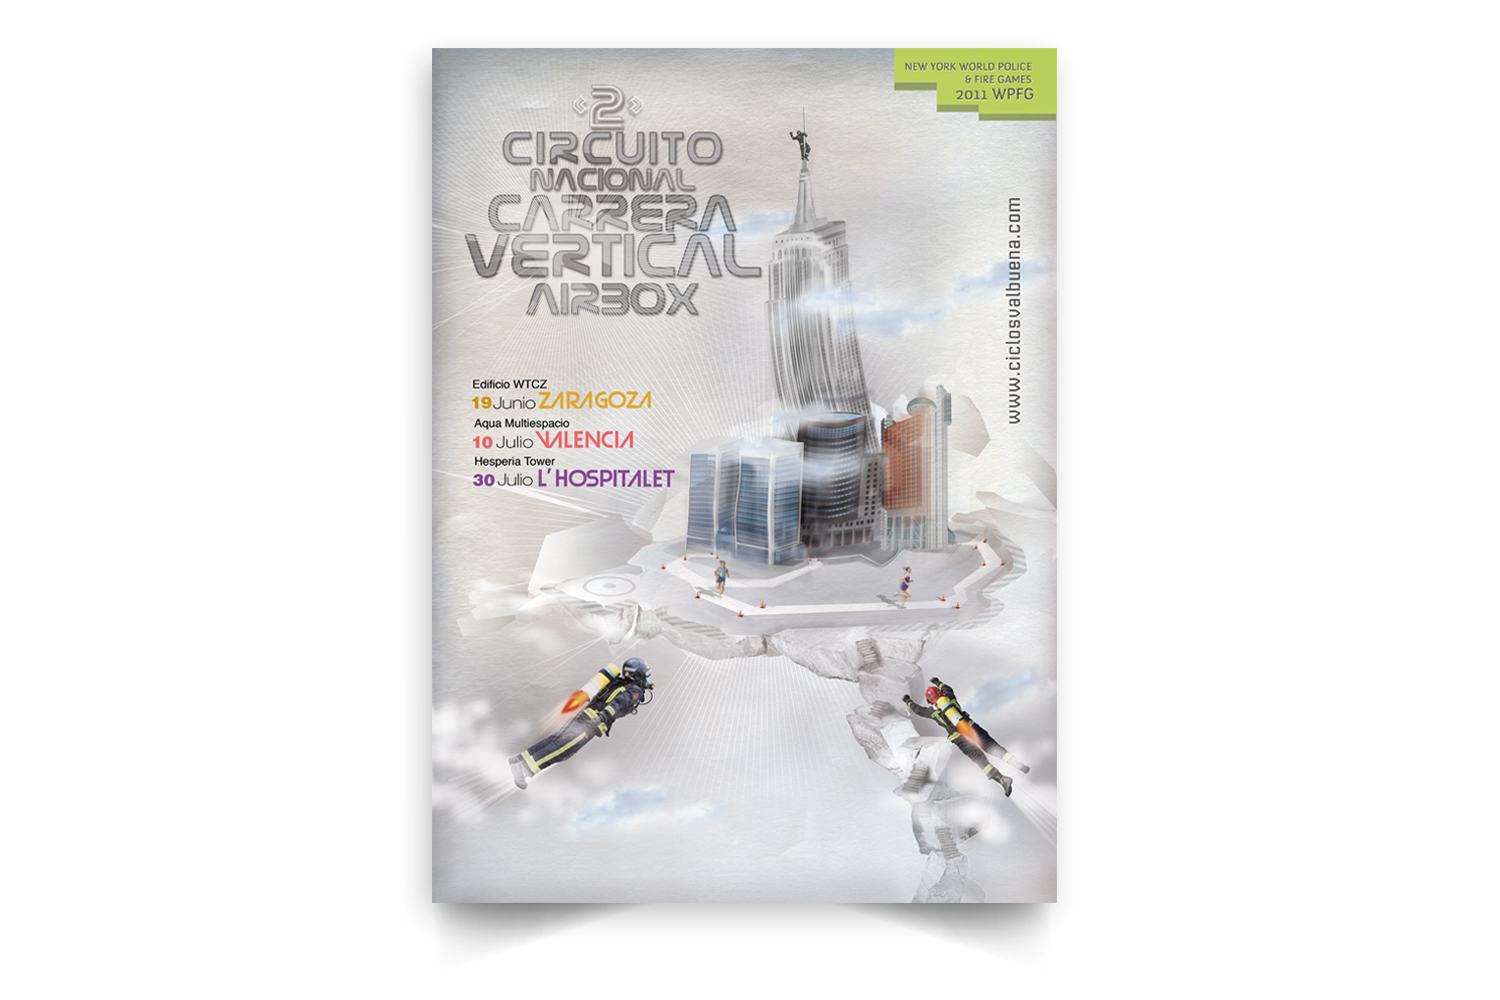 NEW YORK WORLD POLICE
& FIRE GAMES
2011 WPFG
«2»
CIRCUITO
NACIONAL
CARRERA
VERTICAL
AIRBOX
www.ciclosvalbuena.com
Edificio WTCZ
19 Junio ZARAGOZA
Aqua Multiespacio
10 Julio VALENCIA
Hesperia Tower
30 Julio L'HOSPITALET